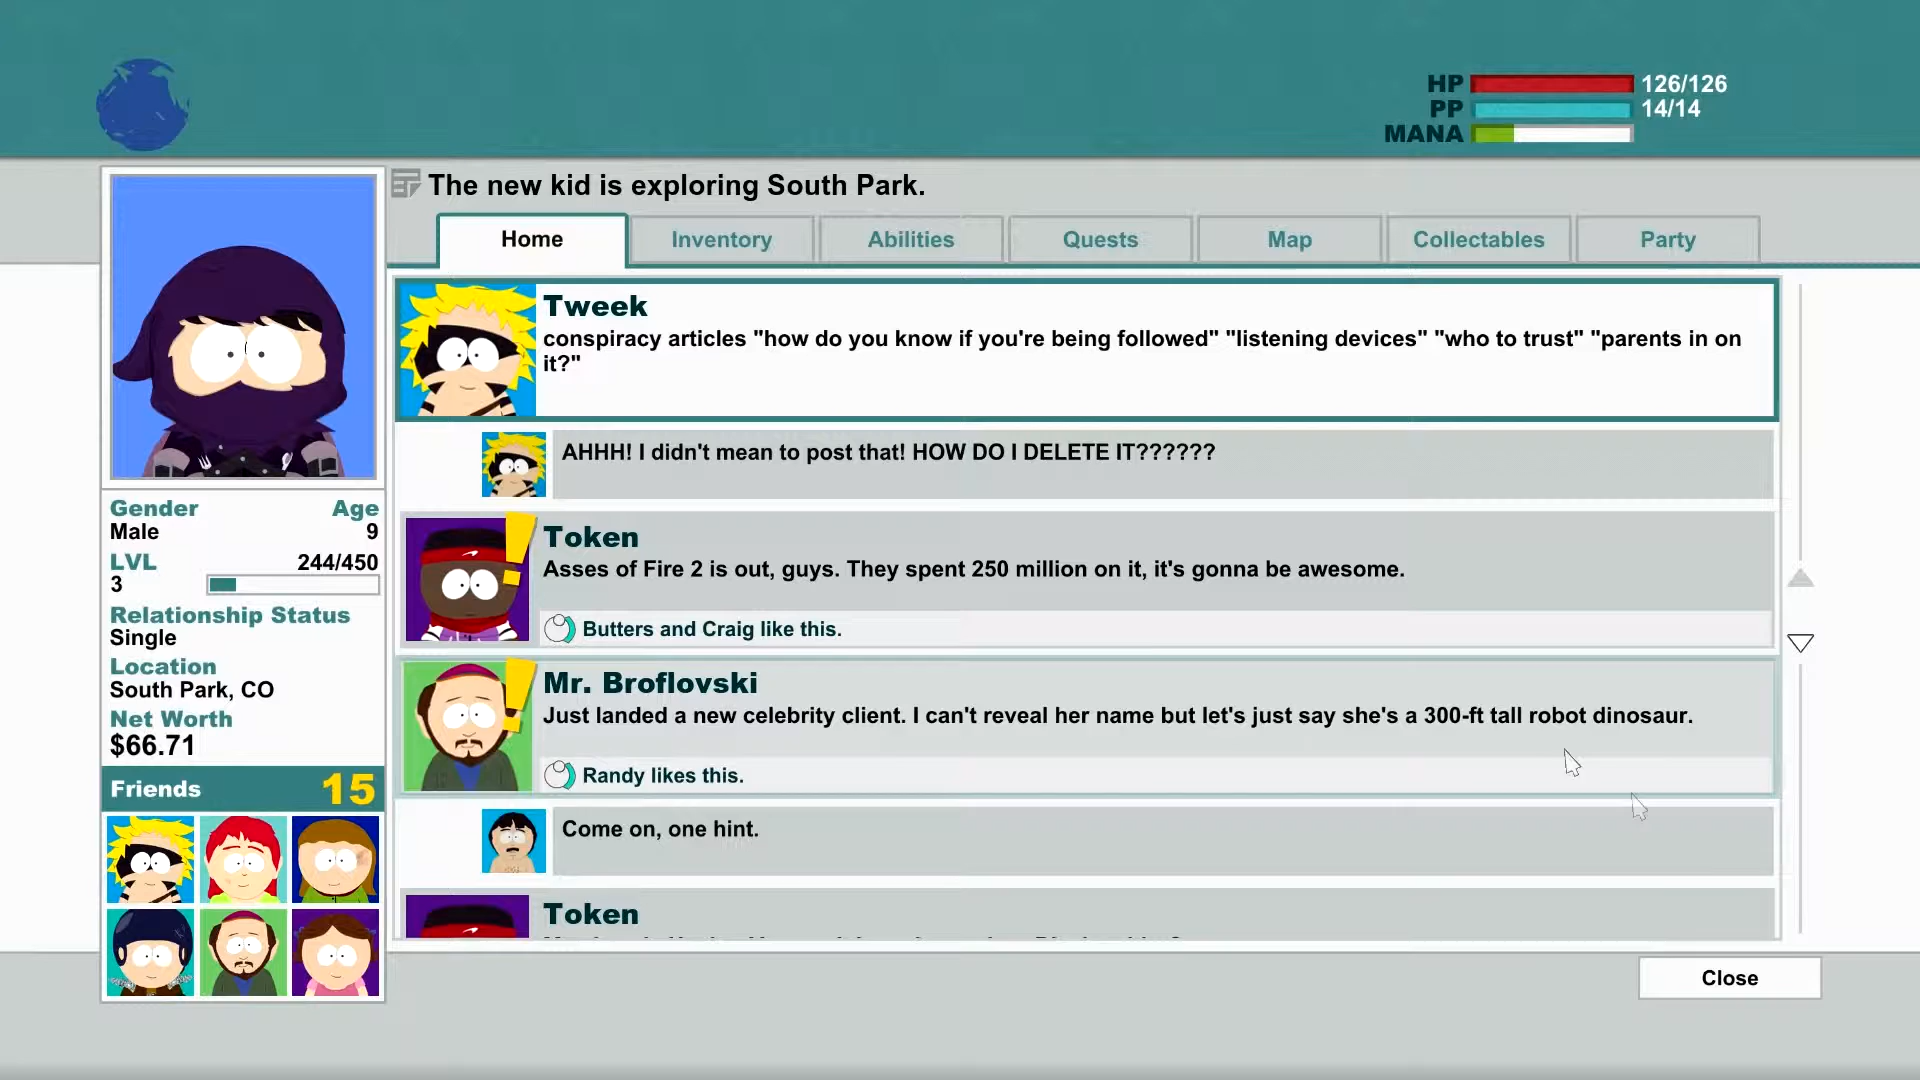 HP 126/126
PP 14/14
MANA
The new kid is exploring South Park.
Home Inventory Abilities Quests Map Collectables Party
Tweek
conspiracy articles "how do you know if you're being followed" "listening devices" "who to trust" "parents in on
it?"
AHHH! I didn't mean to post that! HOW DO I DELETE IT??????
Token
Asses of Fire 2 is out, guys. They spent 250 million on it, it's gonna be awesome.
Butters and Craig like this.
Mr. Broflovski
Just landed a new celebrity client. I can't reveal her name but let's just say she's a 300-ft tall robot dinosaur.
Randy likes this.
Come on, one hint.
Token
Gender Age
Male 9
LVL 244/450
3
Relationship Status
Single
Location
South Park, CO
Net Worth
$66.71
Friends 15
Close